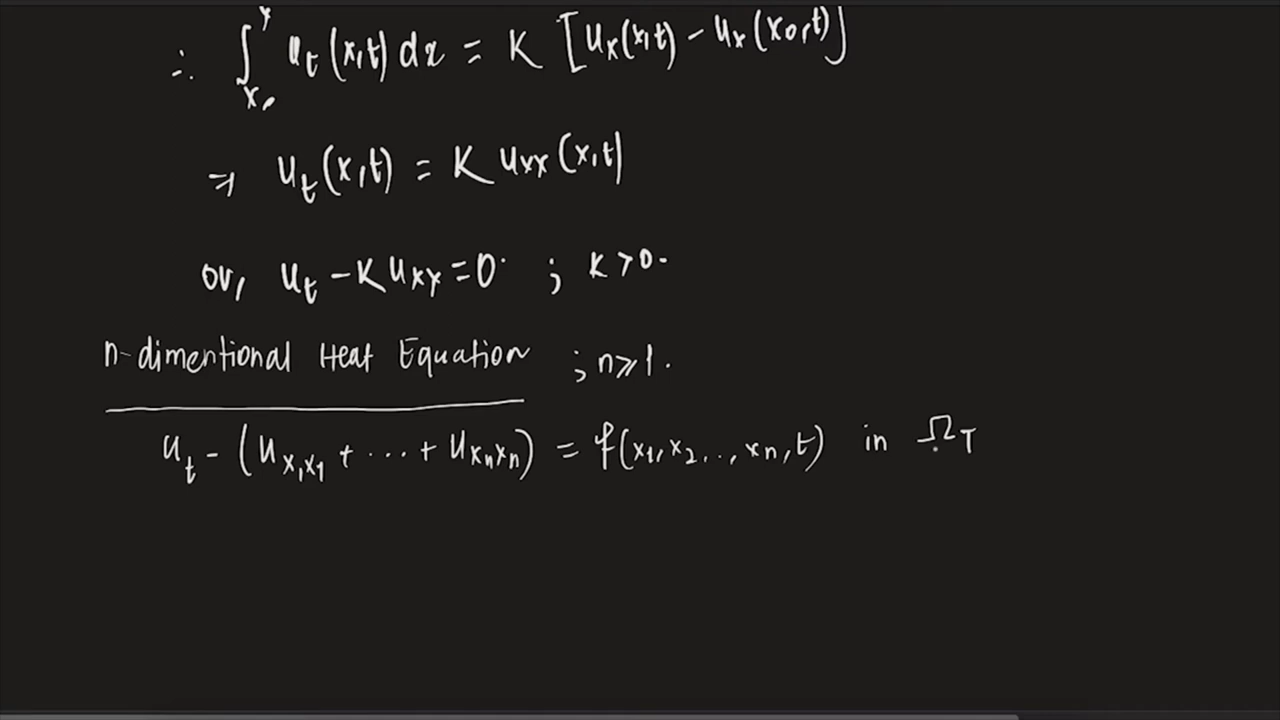 ∴ ∫_{x₀}^{x} u_t(x,t) dx = K [u_x(x,t) - u_x(x₀,t)]
⇒ u_t(x,t) = K u_xx(x,t)
or, u_t - K u_xx = 0 ; K > 0.
n-dimentional Heat Equation ; n ≥ 1.
u_t - (u_{x₁x₁} + ... + u_{xₙxₙ}) = f(x₁, x₂, .., xₙ, t) in Ω_T